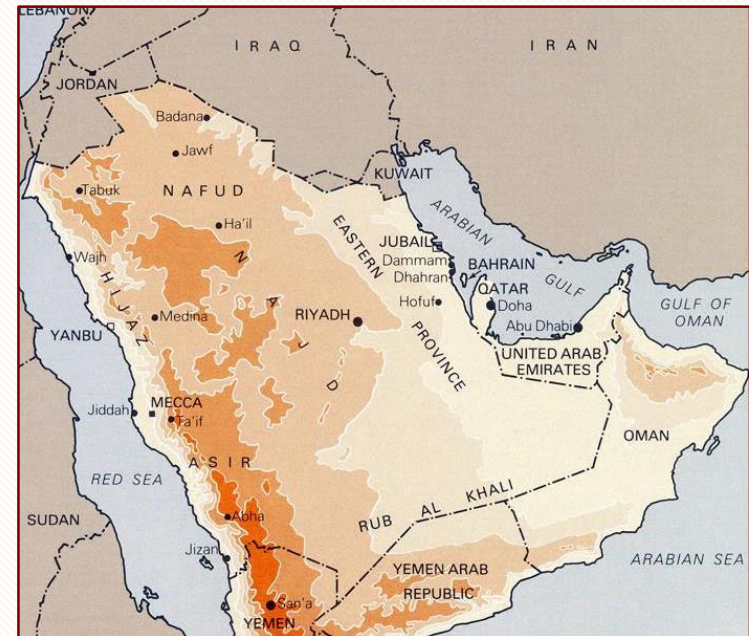 LEBANON
IRAQ
IRAN
JORDAN
Badana
Jawf
KUWAIT
Tabuk
NAFUD
ARABIAN
GULF
Ha'il
EASTERN
PROVINCE
JUBAIL
Dammam
BAHRAIN
Dhahran
Wajh
NAJD
QATAR
Hofuf
Doha
GULF OF
OMAN
HIJAZ
Medina
RIYADH
Abu Dhabi
YANBU
UNITED ARAB
EMIRATES
Jiddah
MECCA
Ta'if
OMAN
ASIR
RED SEA
RUB AL KHALI
SUDAN
Abha
Jizan
ARABIAN SEA
YEMEN ARAB
REPUBLIC
San'a
YEMEN